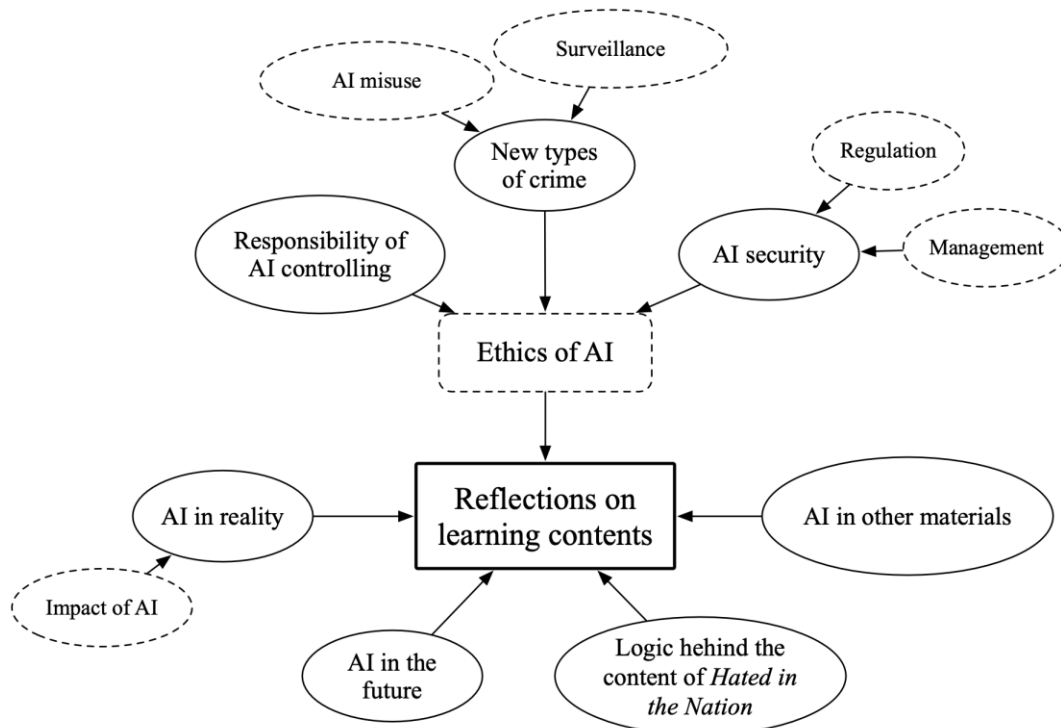 Surveillance
AI misuse
New types
of crime
Regulation
Responsibility of
AI controlling
AI security
Management
Ethics of AI
Reflections on
learning contents
AI in reality
AI in other materials
Impact of AI
AI in the
future
Logic hehind the
content of Hated in
the Nation